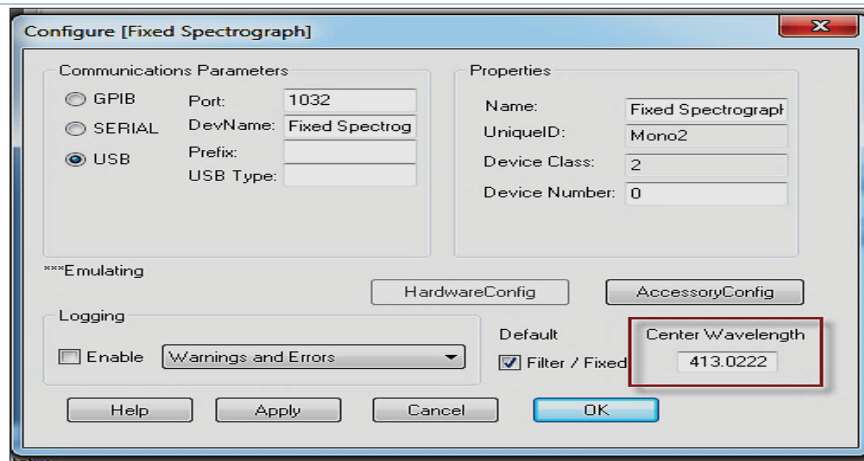 Configure [Fixed Spectrograph]
Communications Parameters
GPIB
SERIAL
USB
Port: 1032
DevName: Fixed Spectrog
Prefix:
USB Type:
Properties
Name: Fixed Spectrograph
UniqueID: Mono2
Device Class: 2
Device Number: 0
***Emulating
HardwareConfig
AccessoryConfig
Logging
Enable
Warnings and Errors
Default
Filter / Fixed
Center Wavelength
413.0222
Help
Apply
Cancel
OK